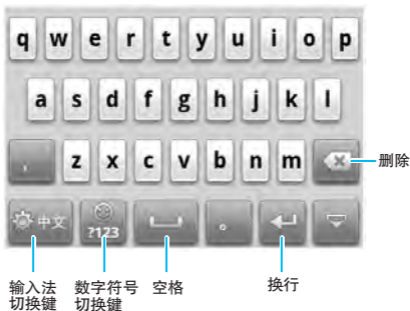 q w e r t y u i o p
a s d f g h j k l
, z x c v b n m
删除
中文 ?123 。
输入法 数字符号 空格 换行
切换键 切换键